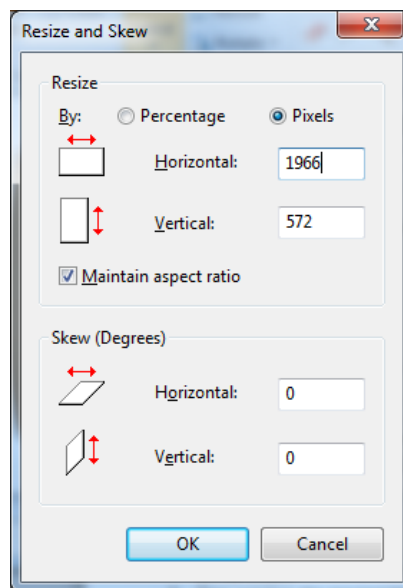 Resize and Skew
Resize
By: Percentage Pixels
Horizontal: 1966
Vertical: 572
Maintain aspect ratio
Skew (Degrees)
Horizontal: 0
Vertical: 0
OK Cancel